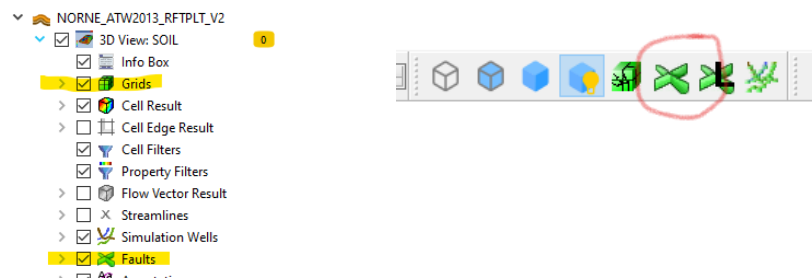 NORNE_ATW2013_RFTPLT_V2
3D View: SOIL 0
Info Box
Grids
Cell Result
Cell Edge Result
Cell Filters
Property Filters
Flow Vector Result
Streamlines
Simulation Wells
Faults
L